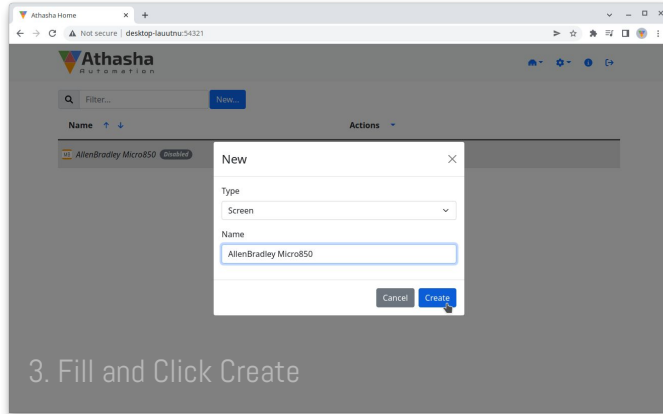 Athasha Home
Not secure | desktop-lauutnu:54321
Athasha
Automation
Filter...
New...
Name
Actions
AllenBradley Micro850 Disabled
New
Type
Screen
Name
AllenBradley Micro850
Cancel
Create
3. Fill and Click Create